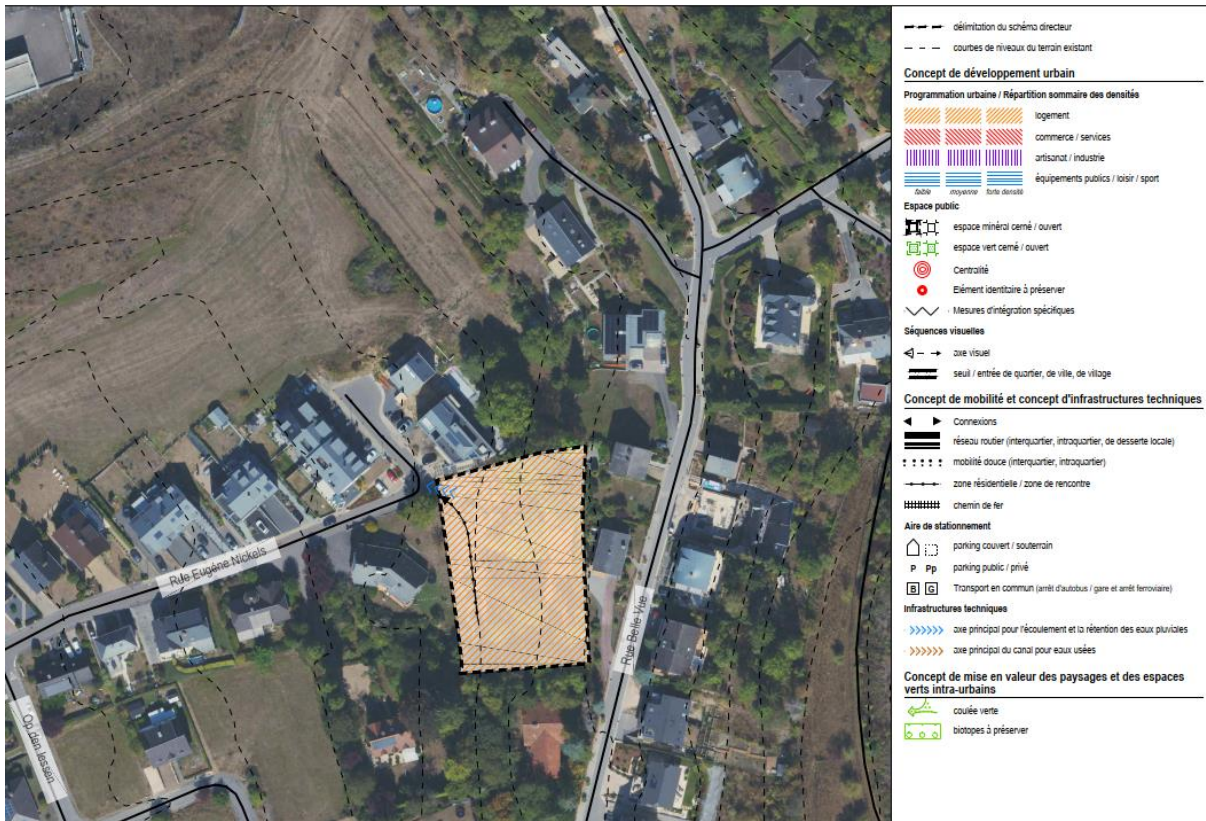 Rue Eugène Nickels
Rue Belle Vue
Op den Iessen
délimitation du schéma directeur
courbes de niveaux du terrain existant
Concept de développement urbain
Programmation urbaine / Répartition sommaire des densités
logement
commerce / services
artisanat / industrie
équipements publics / loisir / sport
faible moyenne forte densité
Espace public
espace minéral cerné / ouvert
espace vert cerné / ouvert
Centralité
Elément identitaire à préserver
Mesures d'intégration spécifiques
Séquences visuelles
axe visuel
seuil / entrée de quartier, de ville, de village
Concept de mobilité et concept d'infrastructures techniques
Connexions
réseau routier (interquartier, intraquartier, de desserte locale)
mobilité douce (interquartier, intraquartier)
zone résidentielle / zone de rencontre
chemin de fer
Aire de stationnement
parking couvert / souterrain
P Pp parking public / privé
B G Transport en commun (arrêt d'autobus / gare et arrêt ferroviaire)
Infrastructures techniques
axe principal pour l'écoulement et la rétention des eaux pluviales
axe principal du canal pour eaux usées
Concept de mise en valeur des paysages et des espaces
verts intra-urbains
coulée verte
biotopes à préserver